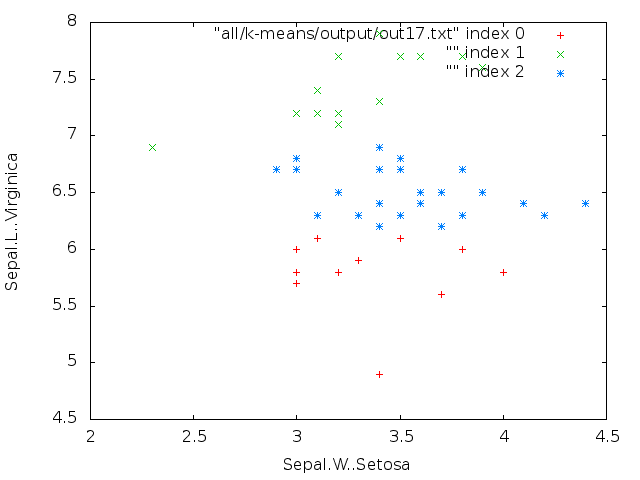 "all/k-means/output/out17.txt" index 0
"" index 1
"" index 2
8
7.5
7
6.5
6
5.5
5
4.5
2
2.5
3
3.5
4
4.5
Sepal.L.. Virginica
Sepal.W..Setosa